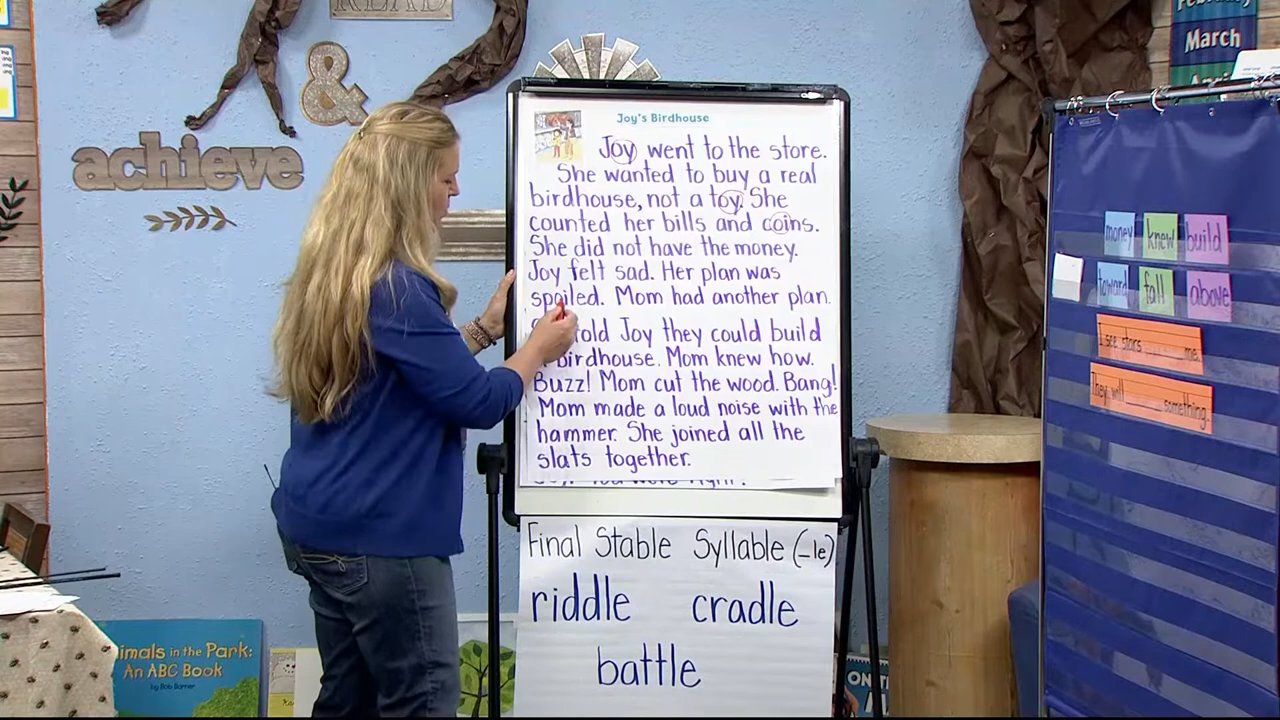 READ
&
achieve
Joy's Birdhouse
Joy went to the store.
She wanted to buy a real
birdhouse, not a toy. She
counted her bills and coins.
She did not have the money.
Joy felt sad. Her plan was
spoiled. Mom had another plan.
told Joy they could build
birdhouse. Mom knew how.
Buzz! Mom cut the wood. Bang!
Mom made a loud noise with the
hammer. She joined all the
slats together.
Final Stable Syllable (-le)
riddle cradle
battle
March
money knew build
toward fall above
I see stars ____ me.
They will ____ something.
Animals in the Park:
An ABC Book
by Bob Barner